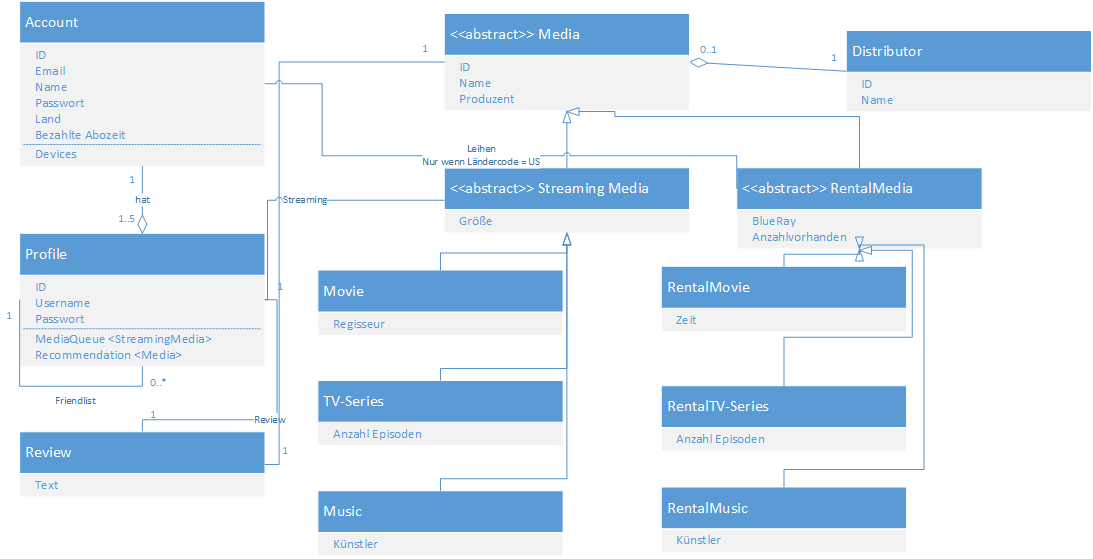 Account
ID
Email
Name
Passwort
Land
Bezahlte Abozeit
Devices
1
hat
1..5
Profile
ID
Username
Passwort
MediaQueue <StreamingMedia>
Recommendation <Media>
1
0..*
Friendlist
1
Review
1
1
Review
Text
1
<<abstract>> Media
ID
Name
Produzent
0..1
1
Distributor
ID
Name
Leihen
Nur wenn Ländercode = US
Streaming
<<abstract>> Streaming Media
Größe
<<abstract>> RentalMedia
BlueRay
Anzahlvorhanden
Movie
Regisseur
TV-Series
Anzahl Episoden
Music
Künstler
RentalMovie
Zeit
RentalTV-Series
Anzahl Episoden
RentalMusic
Künstler